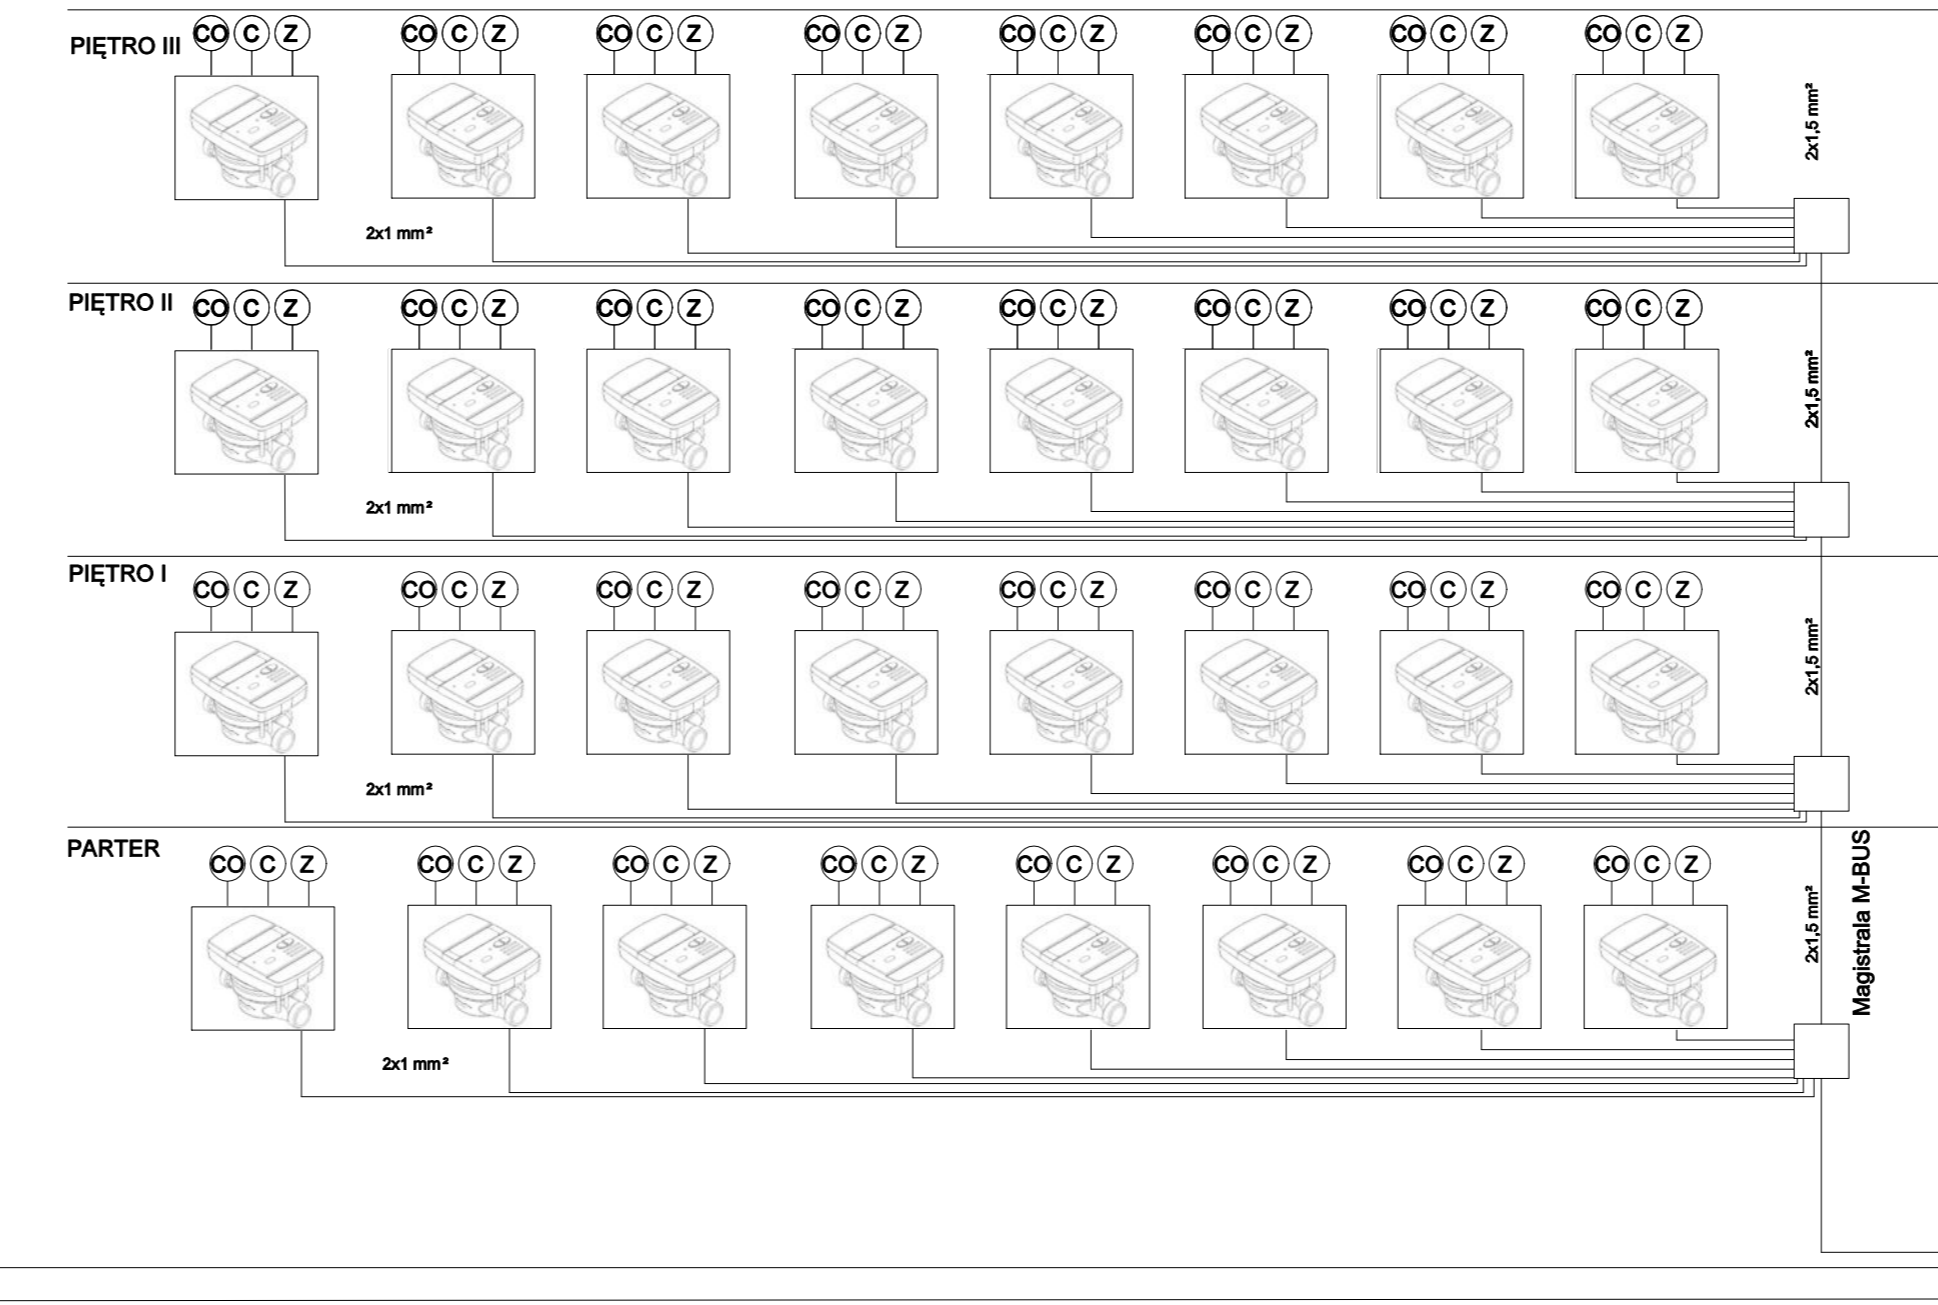 PIĘTRO III CO C Z CO C Z CO C Z CO C Z CO C Z CO C Z CO C Z CO C Z
2x1,5 mm²
2x1 mm²
PIĘTRO II CO C Z CO C Z CO C Z CO C Z CO C Z CO C Z CO C Z CO C Z
2x1,5 mm²
2x1 mm²
PIĘTRO I CO C Z CO C Z CO C Z CO C Z CO C Z CO C Z CO C Z CO C Z
2x1,5 mm²
2x1 mm²
PARTER CO C Z CO C Z CO C Z CO C Z CO C Z CO C Z CO C Z CO C Z
2x1,5 mm²
Magistrala M-BUS
2x1 mm²